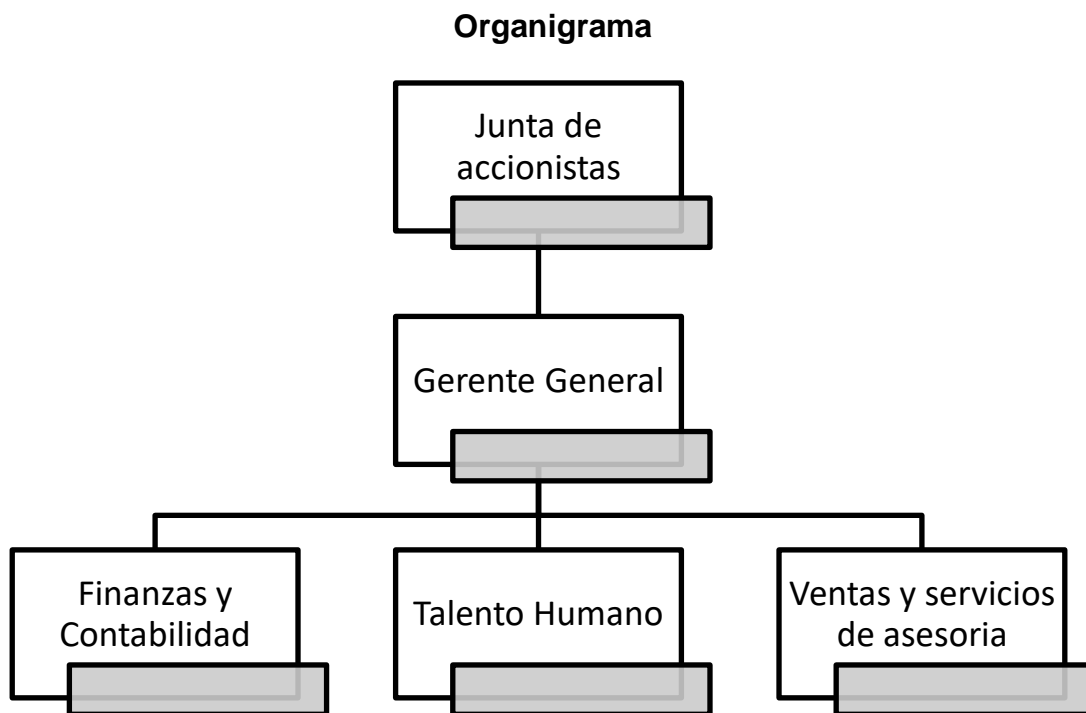 Organigrama
Junta de
accionistas
Gerente General
Finanzas y
Contabilidad
Talento Humano
Ventas y servicios
de asesoria